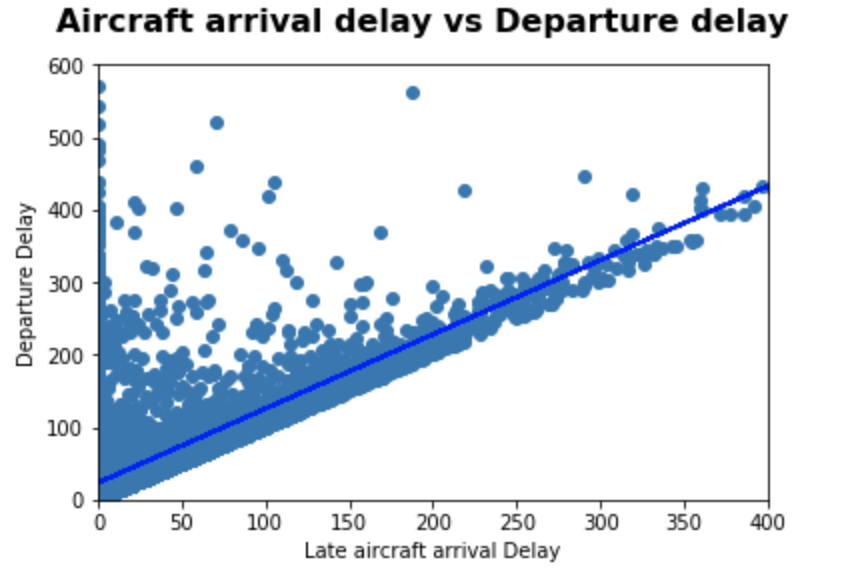 Aircraft arrival delay vs Departure delay
600
500
400
300
200
100
0
Departure Delay
0 50 100 150 200 250 300 350 400
Late aircraft arrival Delay